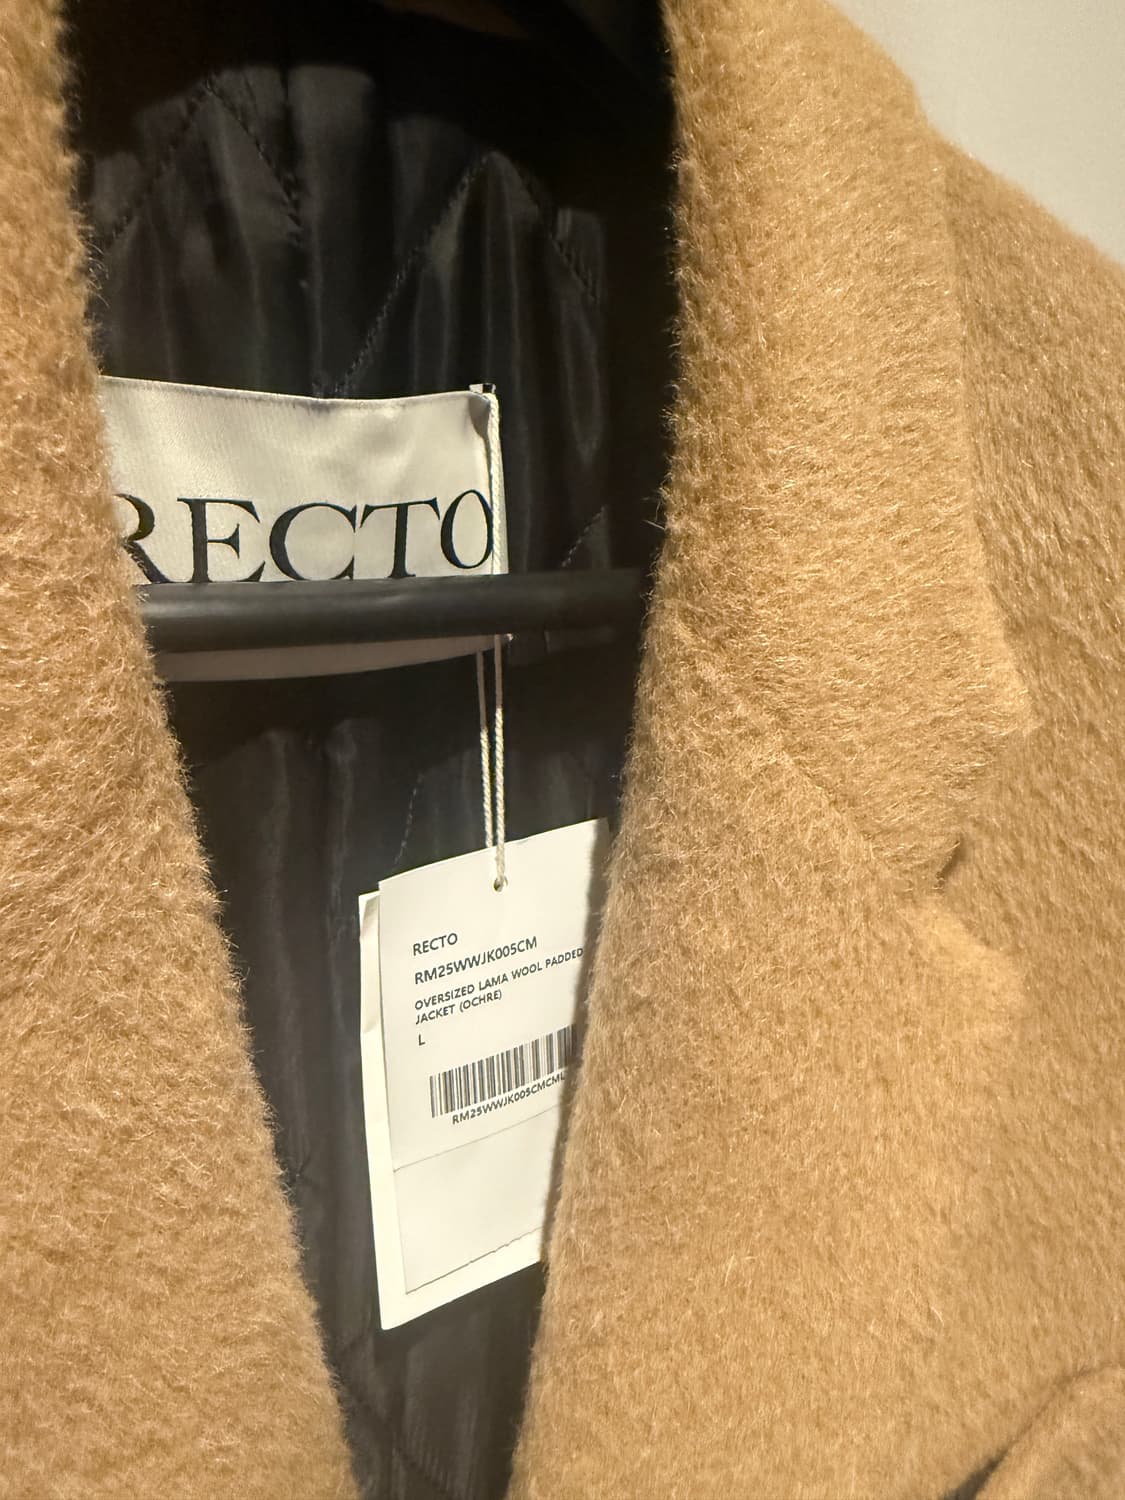 RECTO
RECTO
RM25WWJK005CM
OVERSIZED LAMA WOOL PADDED
JACKET (OCHRE)
L
RM25WWJK005CMCML